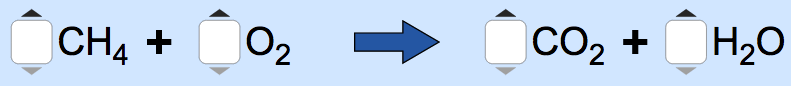 CH₄ + O₂ → CO₂ + H₂O